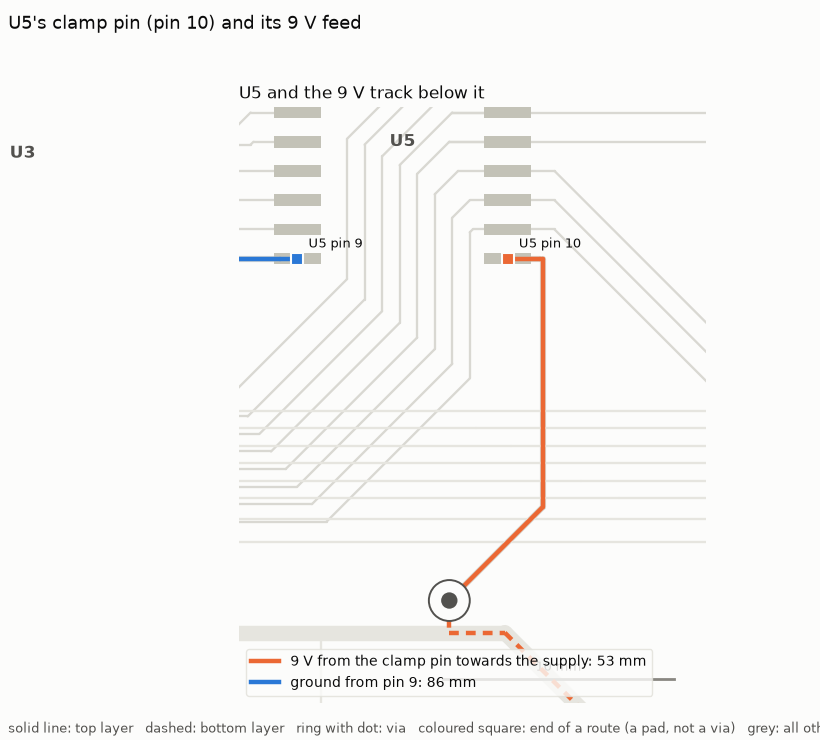 U5's clamp pin (pin 10) and its 9 V feed
U5 and the 9 V track below it
U5
U3
U5 pin 9
U5 pin 10
9 V from the clamp pin towards the supply: 53 mm
ground from pin 9: 86 mm
solid line: top layer   dashed: bottom layer   ring with dot: via   coloured square: end of a route (a pad, not a via)   grey: all